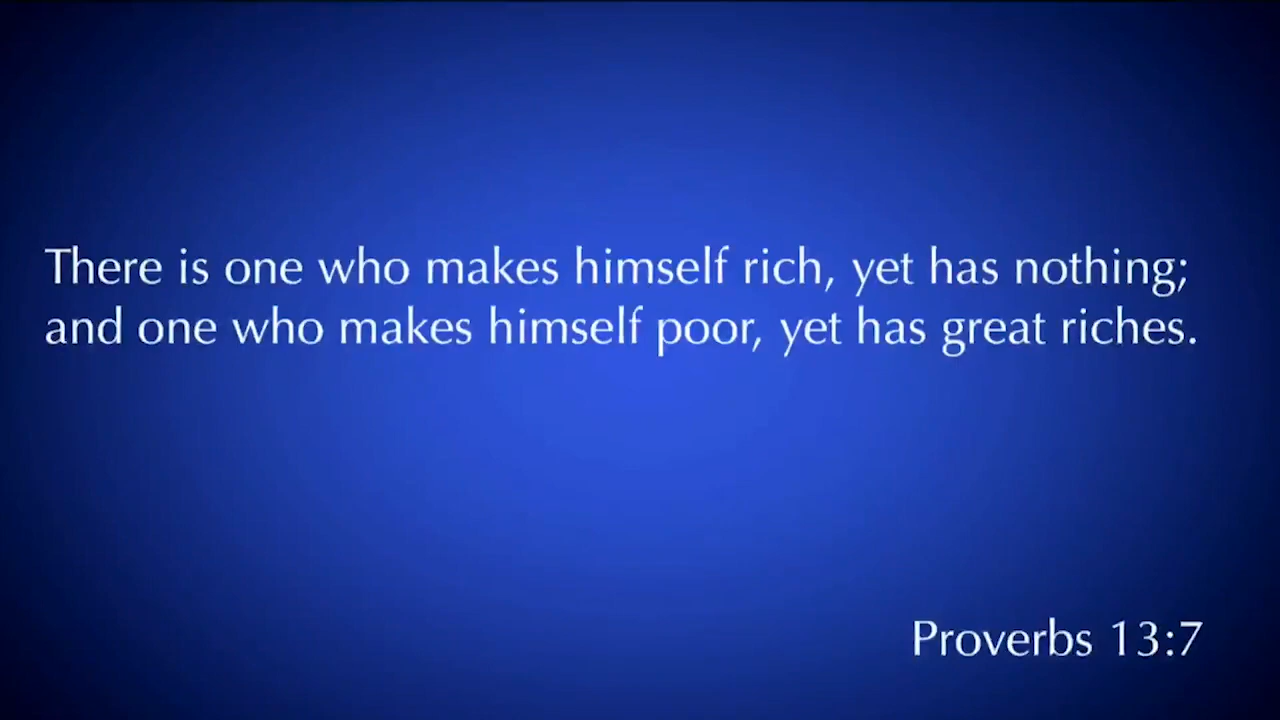 There is one who makes himself rich, yet has nothing;
and one who makes himself poor, yet has great riches.
Proverbs 13:7